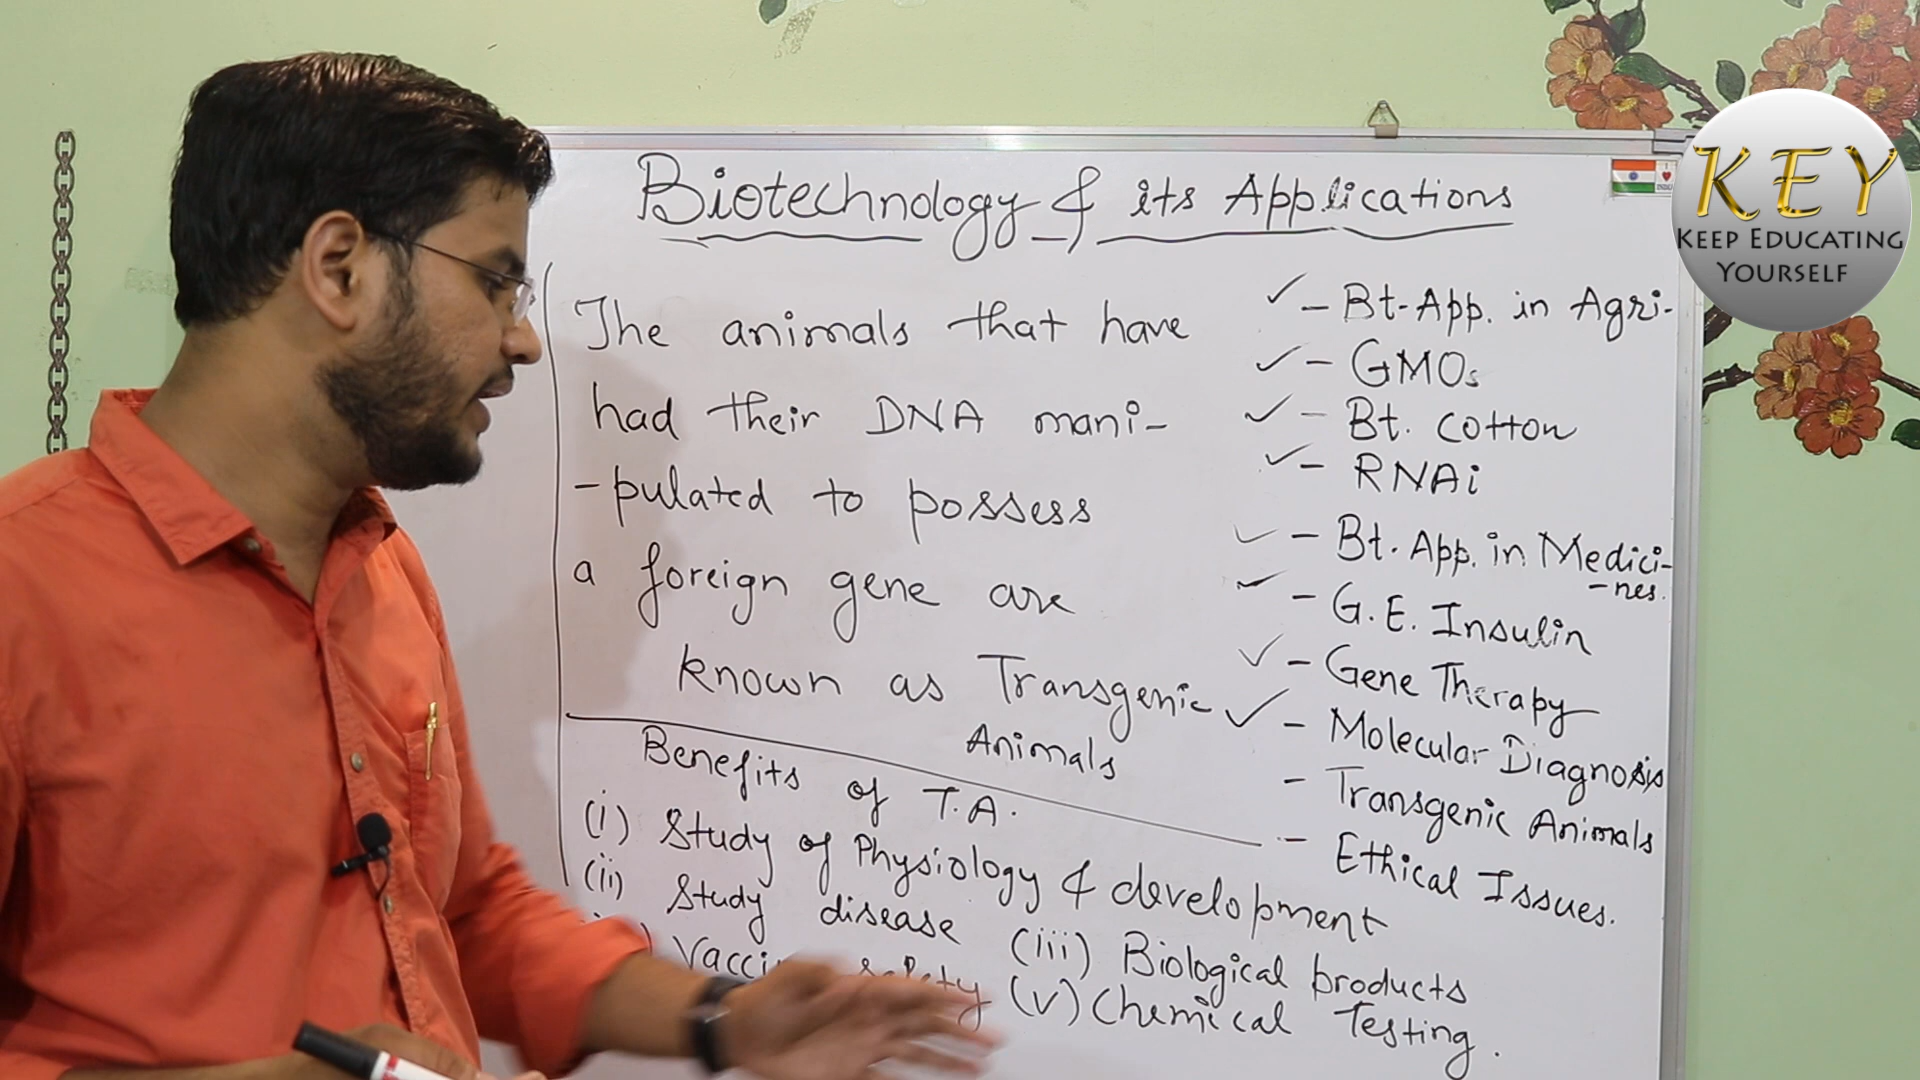 Biotechnology & its Applications
The animals that have
had their DNA mani-
-pulated to possess
a foreign gene are
known as Transgenic
Animals
Benefits of T.A.
(i) Study of Physiology & development
(ii) Study disease (iii) Biological products
safety (v) Chemical Testing.
✓ - Bt-App. in Agri-
✓ - GMOs
✓ - Bt. Cotton
✓ - RNAi
✓ - Bt. App. in Medici-
-nes.
✓ - G.E. Insulin
✓ - Gene Therapy
✓ - Molecular Diagnosis
- Transgenic Animals
- Ethical Issues.
KEY
KEEP EDUCATING
YOURSELF